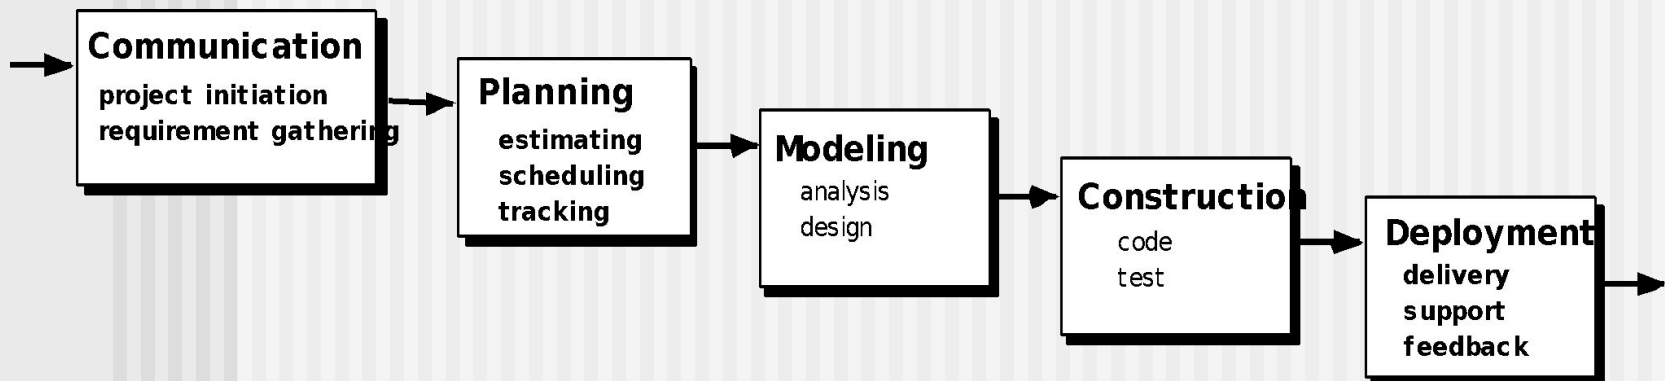 Communication
project initiation
requirement gathering
Planning
estimating
scheduling
tracking
Modeling
analysis
design
Construction
code
test
Deployment
delivery
support
feedback